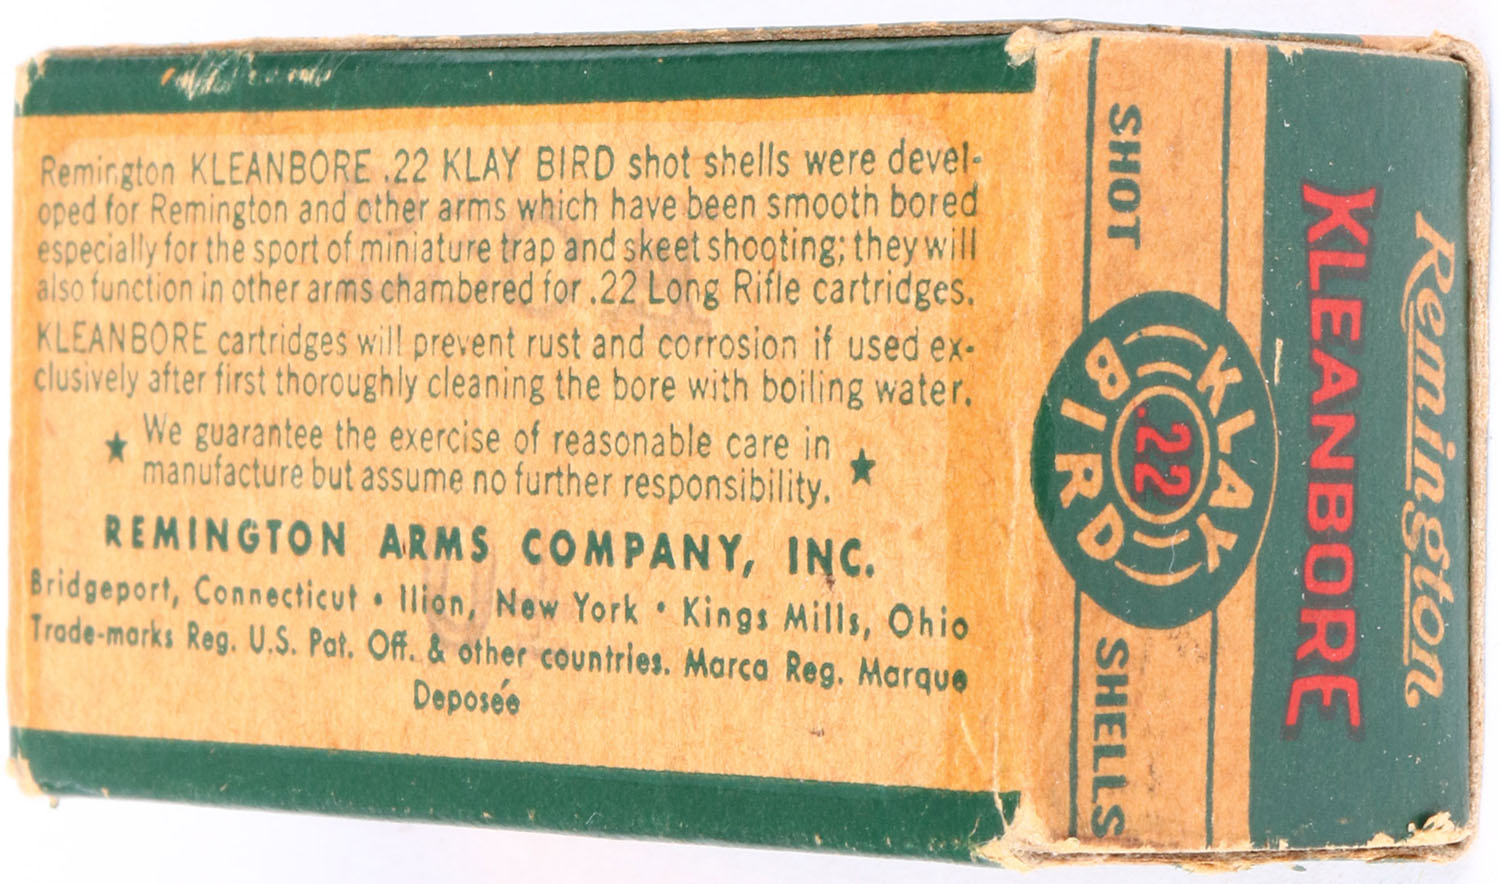 Remington KLEANBORE .22 KLAY BIRD shot shells were devel-
oped for Remington and other arms which have been smooth bored
especially for the sport of miniature trap and skeet shooting; they will
also function in other arms chambered for .22 Long Rifle cartridges.
KLEANBORE cartridges will prevent rust and corrosion if used ex-
clusively after first thoroughly cleaning the bore with boiling water.
★ We guarantee the exercise of reasonable care in ★
manufacture but assume no further responsibility.
REMINGTON ARMS COMPANY, INC.
Bridgeport, Connecticut • Ilion, New York • Kings Mills, Ohio
Trade-marks Reg. U.S. Pat. Off. & other countries. Marca Reg. Marque
Deposée
Remington
KLEANBORE
SHOT
KLAY
.22
BIRD
SHELLS